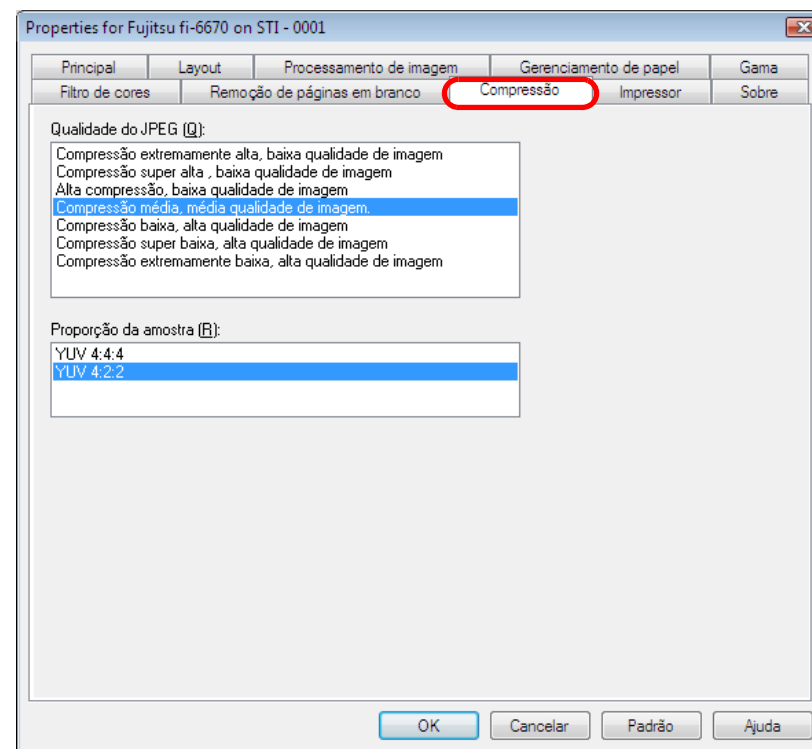 Properties for Fujitsu fi-6670 on STI - 0001
Principal Layout Processamento de imagem Gerenciamento de papel Gama
Filtro de cores Remoção de páginas em branco Compressão Impressor Sobre
Qualidade do JPEG (Q):
Compressão extremamente alta, baixa qualidade de imagem
Compressão super alta , baixa qualidade de imagem
Alta compressão, baixa qualidade de imagem
Compressão média, média qualidade de imagem.
Compressão baixa, alta qualidade de imagem
Compressão super baixa, alta qualidade de imagem
Compressão extremamente baixa, alta qualidade de imagem
Proporção da amostra (R):
YUV 4:4:4
YUV 4:2:2
OK Cancelar Padrão Ajuda